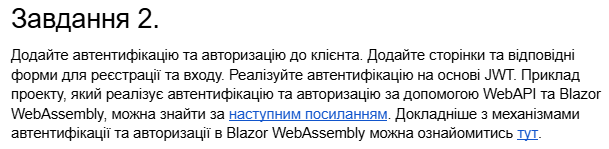 Завдання 2.
Додайте автентифікацію та авторизацію до клієнта. Додайте сторінки та відповідні
форми для реєстрації та входу. Реалізуйте автентифікацію на основі JWT. Приклад
проекту, який реалізує автентифікацію та авторизацію за допомогою WebAPI та Blazor
WebAssembly, можна знайти за наступним посиланням. Докладніше з механізмами
автентифікації та авторизації в Blazor WebAssembly можна ознайомитись тут.